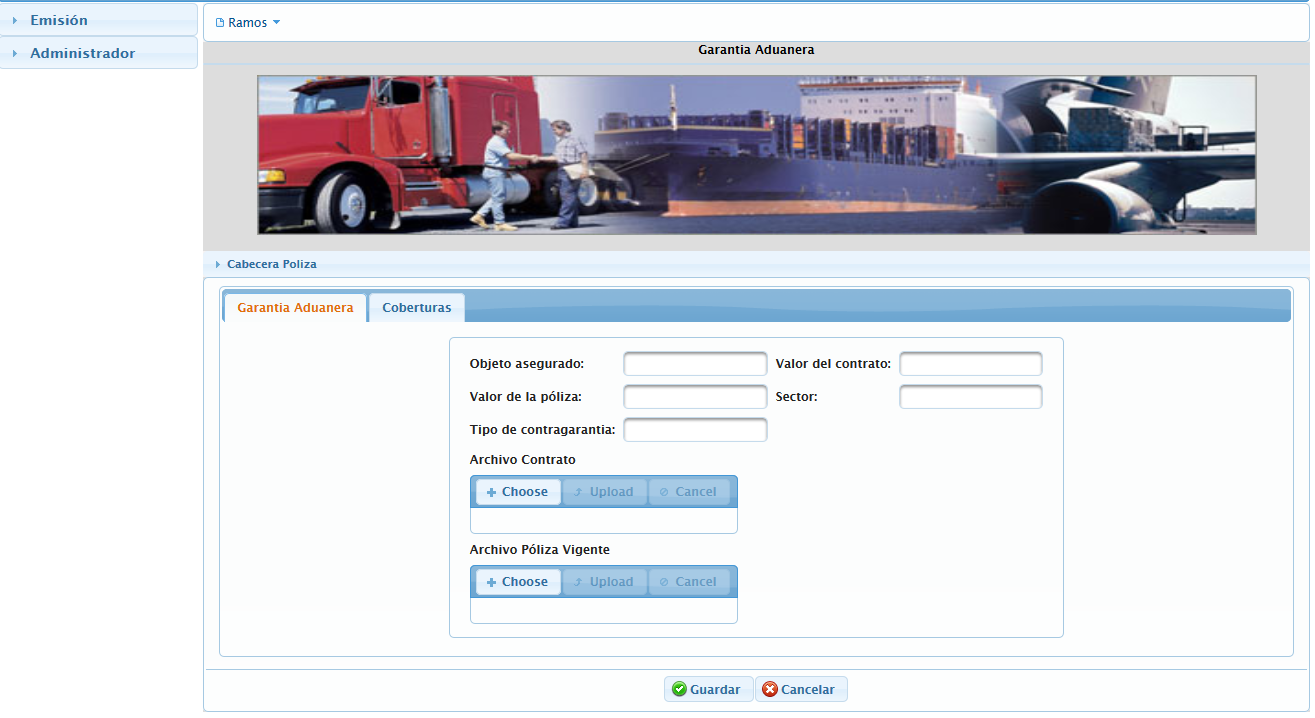 Emisión
Administrador
Ramos
Garantia Aduanera
Cabecera Poliza
Garantia Aduanera Coberturas
Objeto asegurado: Valor del contrato:
Valor de la póliza: Sector:
Tipo de contragarantia:
Archivo Contrato
Choose Upload Cancel
Archivo Póliza Vigente
Choose Upload Cancel
Guardar Cancelar